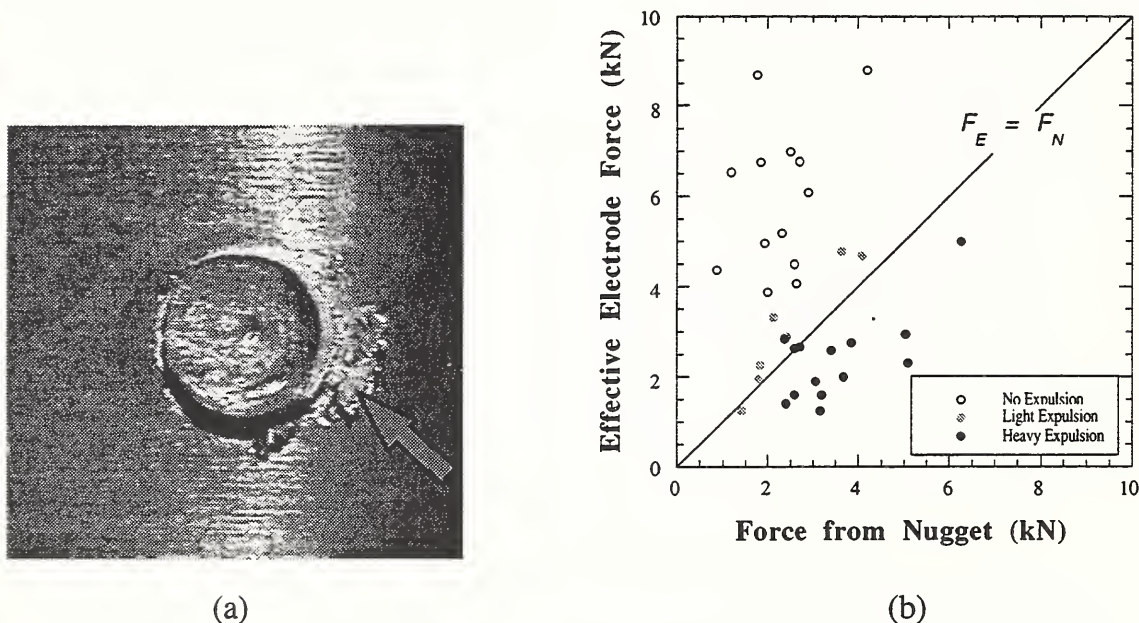 10
8
6
4
2
0
Effective Electrode Force (kN)
F_E = F_N
No Expulsion
Light Expulsion
Heavy Expulsion
0 2 4 6 8 10
Force from Nugget (kN)
(a) (b)